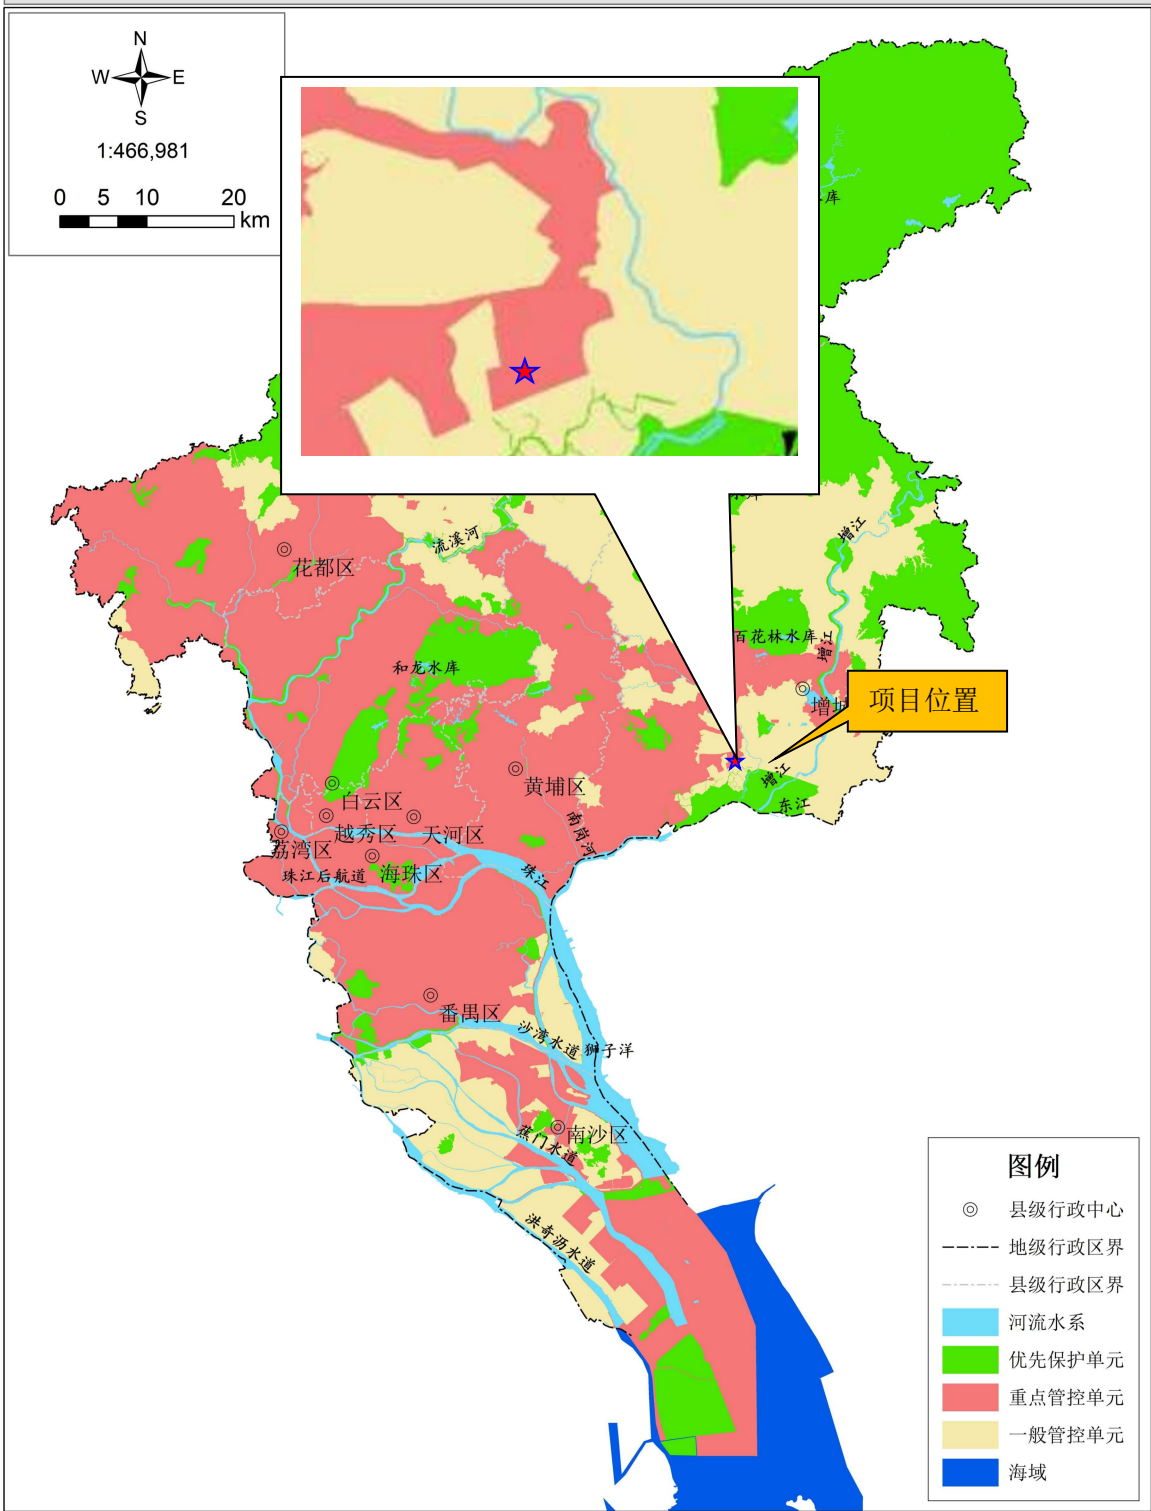 N
W E
S
1:466,981
0 5 10 20
km
库
增江
流溪河
花都区
百花林水库
增江
和龙水库
项目位置
黄埔区
增江
白云区
东江
越秀区
天河区
南岗河
荔湾区
海珠区
珠江
珠江后航道
番禺区
沙湾水道
狮子洋
南沙区
蕉门水道
洪奇沥水道
图例
县级行政中心
地级行政区界
县级行政区界
河流水系
优先保护单元
重点管控单元
一般管控单元
海域